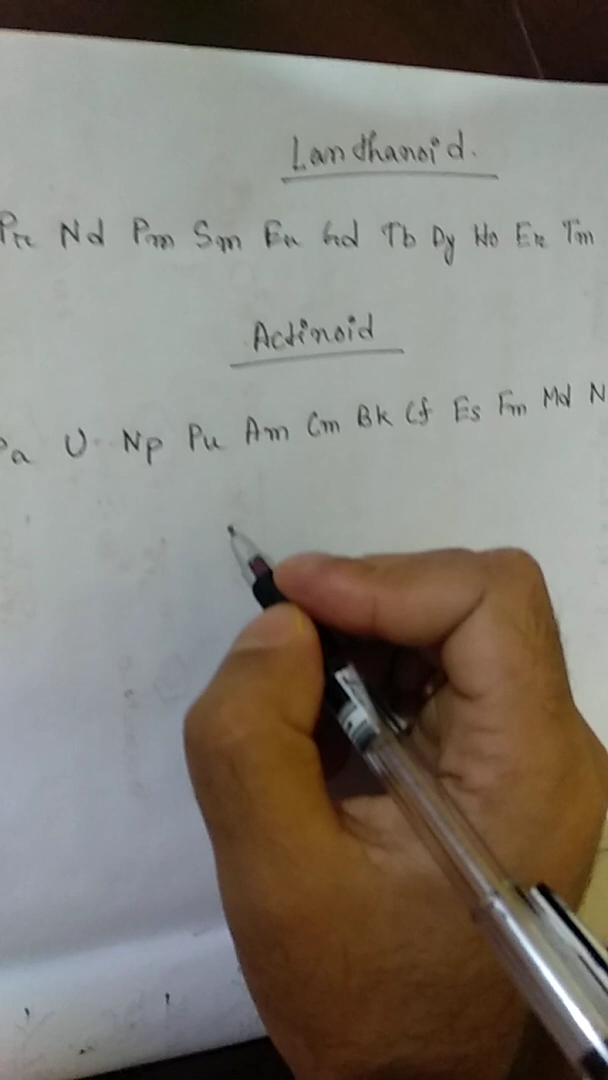 Lanthanoid.
Pr Nd Pm Sm Eu Gd Tb Dy Ho Er Tm
Actinoid
Pa U Np Pu Am Cm Bk Cf Es Fm Md N